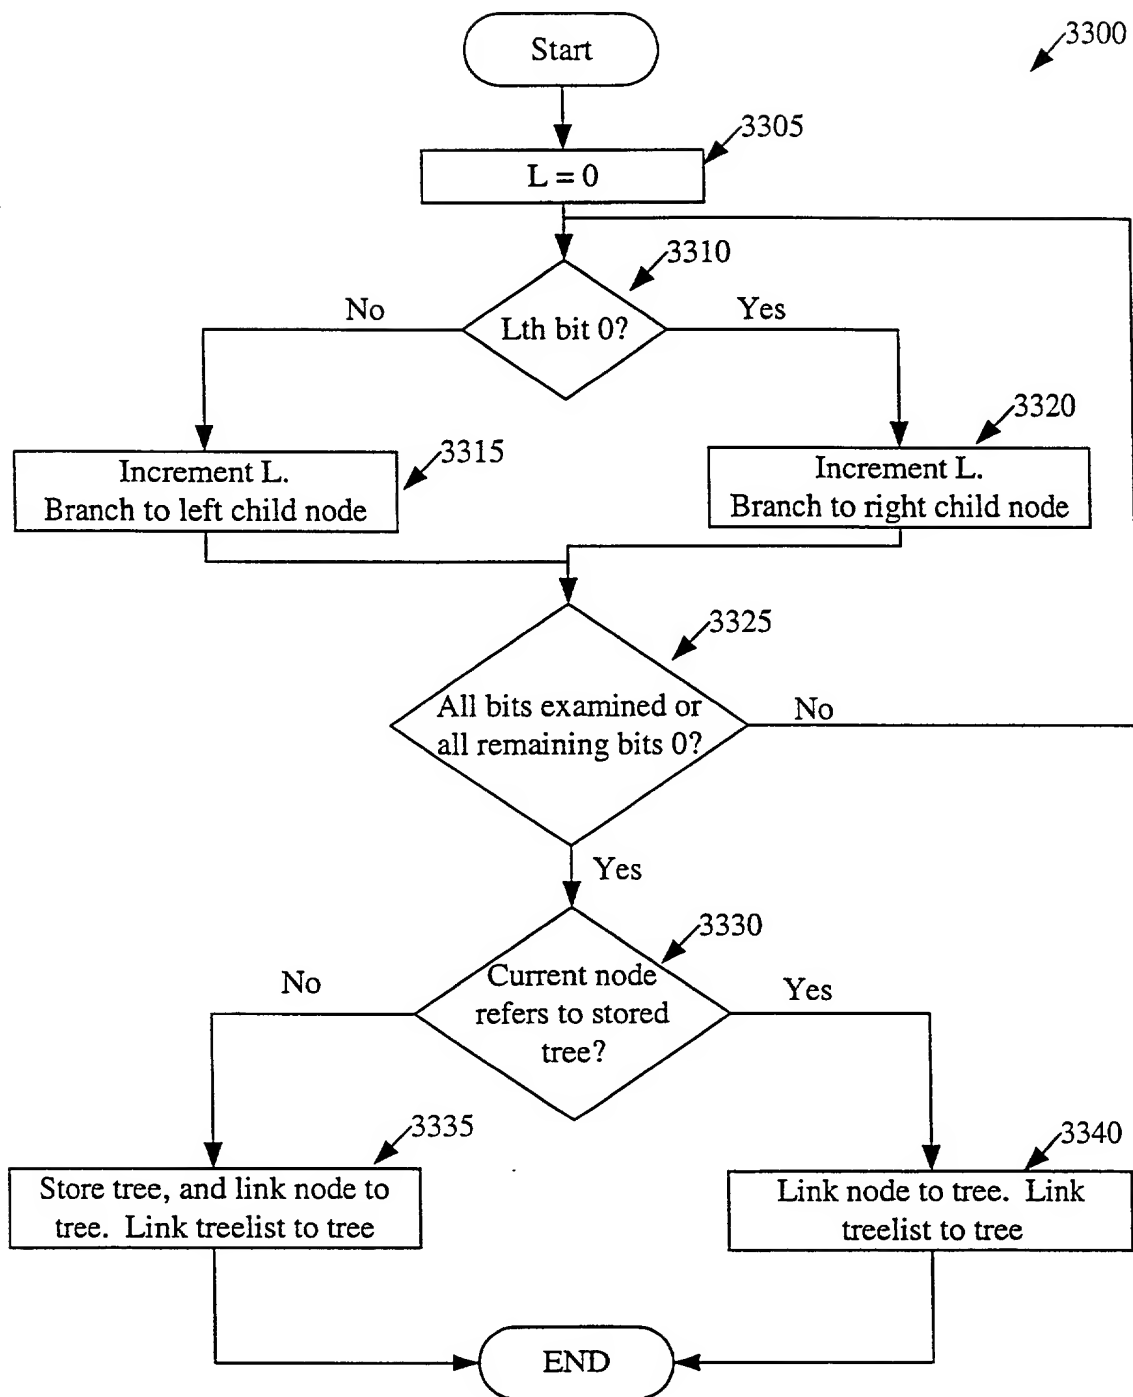 Start
3300
3305
L = 0
3310
No
Lth bit 0?
Yes
3315
3320
Increment L.
Branch to left child node
Increment L.
Branch to right child node
3325
All bits examined or
all remaining bits 0?
No
Yes
3330
No
Current node
refers to stored
tree?
Yes
3335
3340
Store tree, and link node to
tree. Link treelist to tree
Link node to tree. Link
treelist to tree
END